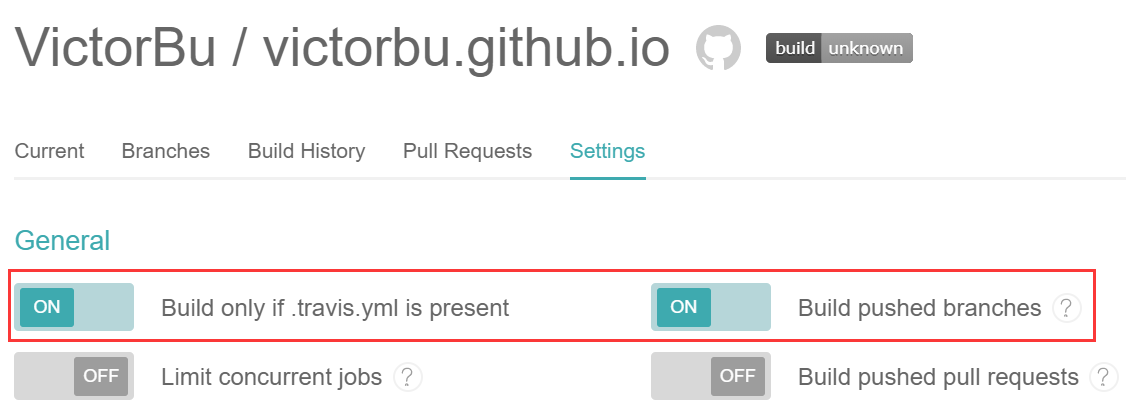 VictorBu / victorbu.github.io build unknown
Current Branches Build History Pull Requests Settings
General
ON Build only if .travis.yml is present ON Build pushed branches ?
OFF Limit concurrent jobs ? OFF Build pushed pull requests ?